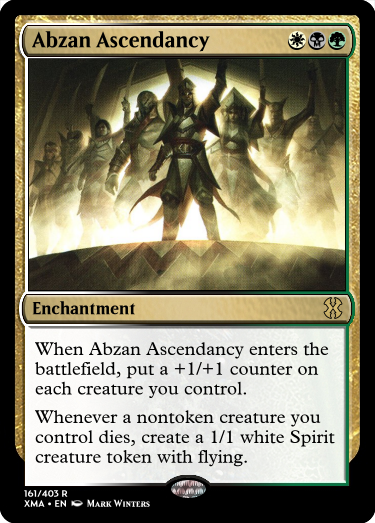 Abzan Ascendancy
Enchantment
When Abzan Ascendancy enters the
battlefield, put a +1/+1 counter on
each creature you control.
Whenever a nontoken creature you
control dies, create a 1/1 white Spirit
creature token with flying.
161/403 R
XMA • EN Mark Winters